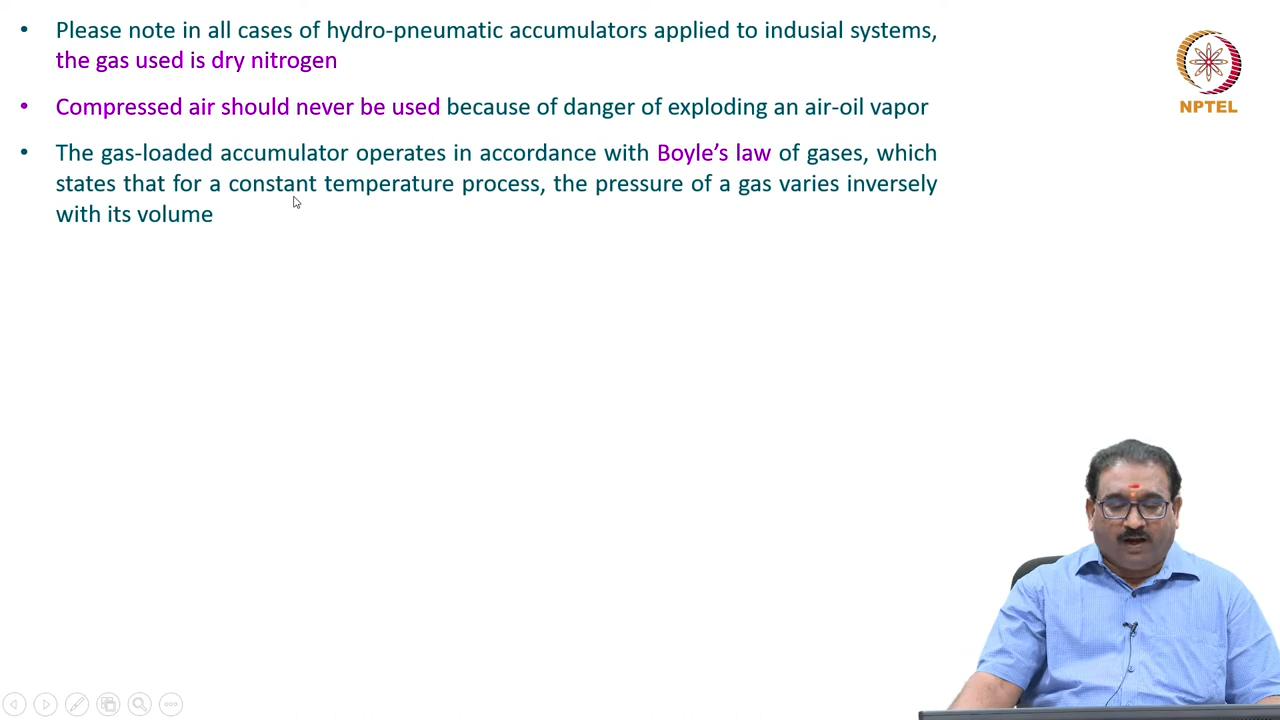 • Please note in all cases of hydro-pneumatic accumulators applied to indusial systems,
the gas used is dry nitrogen
• Compressed air should never be used because of danger of exploding an air-oil vapor
• The gas-loaded accumulator operates in accordance with Boyle’s law of gases, which
states that for a constant temperature process, the pressure of a gas varies inversely
with its volume
NPTEL